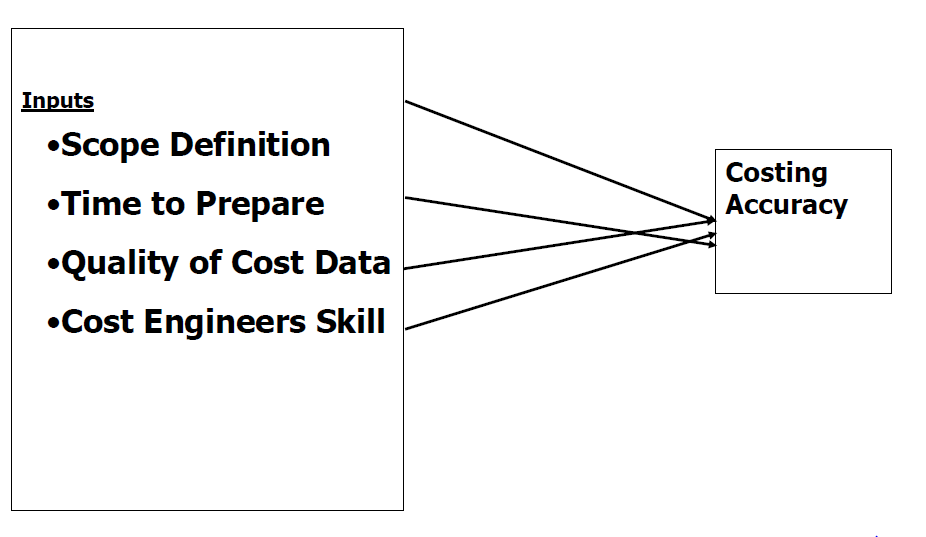 Inputs
•Scope Definition
•Time to Prepare
•Quality of Cost Data
•Cost Engineers Skill
Costing
Accuracy